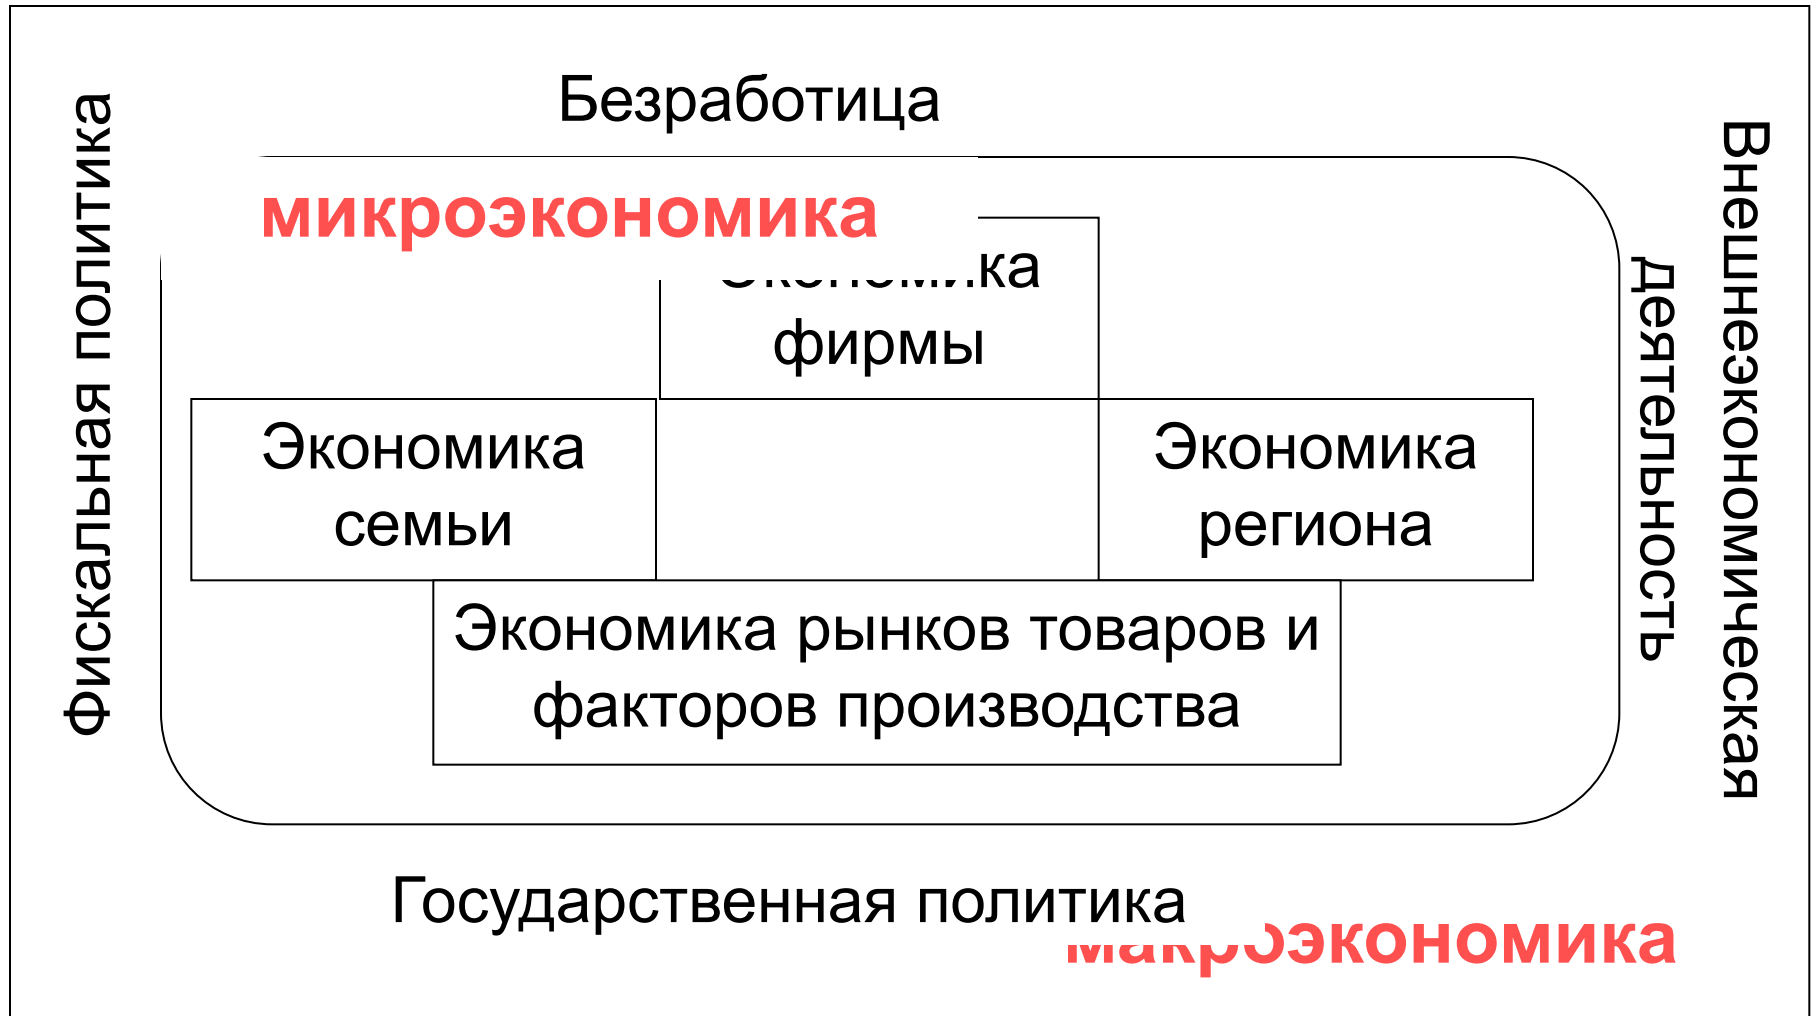 Безработица
Фискальная политика
микроэкономика
Экономика
фирмы
Экономика
семьи
Экономика
региона
Экономика рынков товаров и
факторов производства
Внешнеэкономическая
деятельность
Государственная политика
макроэкономика